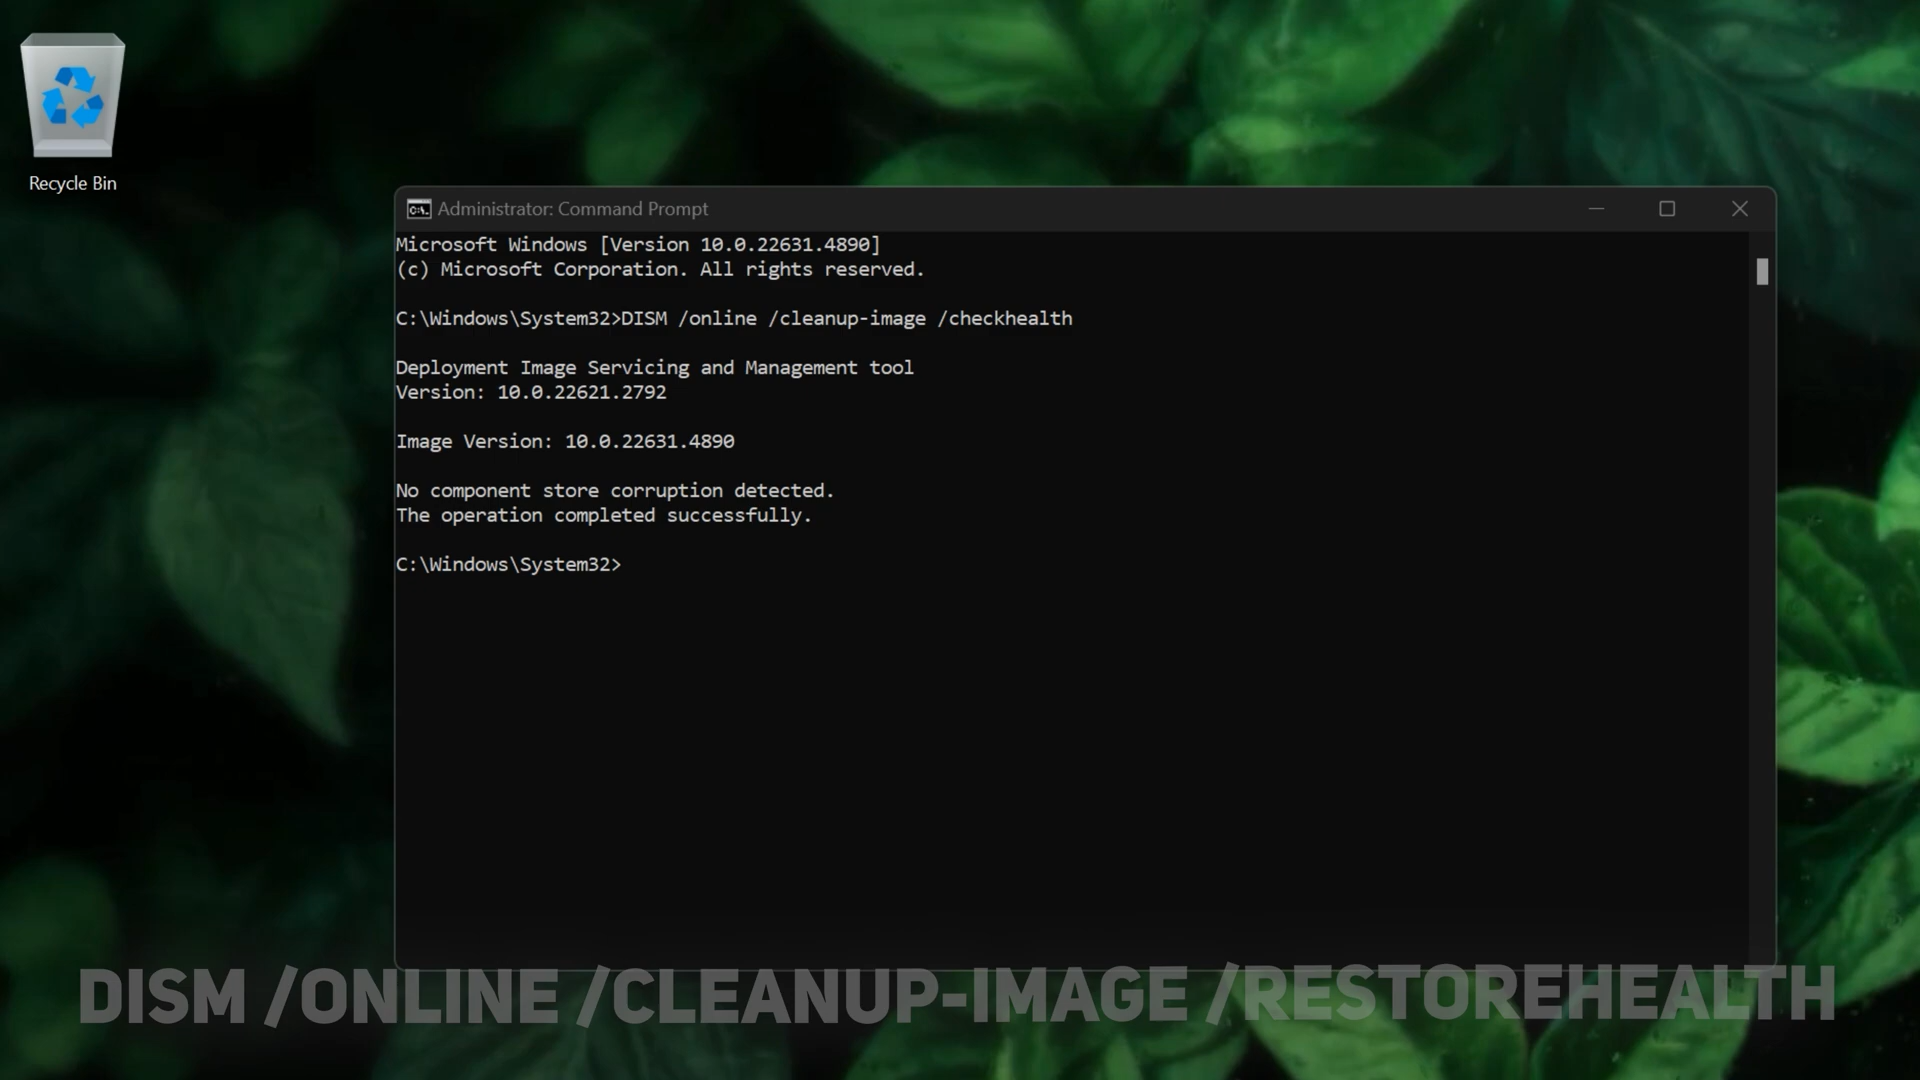 Recycle Bin
Administrator: Command Prompt
Microsoft Windows [Version 10.0.22631.4890]
(c) Microsoft Corporation. All rights reserved.
C:\Windows\System32>DISM /online /cleanup-image /checkhealth
Deployment Image Servicing and Management tool
Version: 10.0.22621.2792
Image Version: 10.0.22631.4890
No component store corruption detected.
The operation completed successfully.
C:\Windows\System32>
DISM /ONLINE /CLEANUP-IMAGE /RESTOREHEALTH